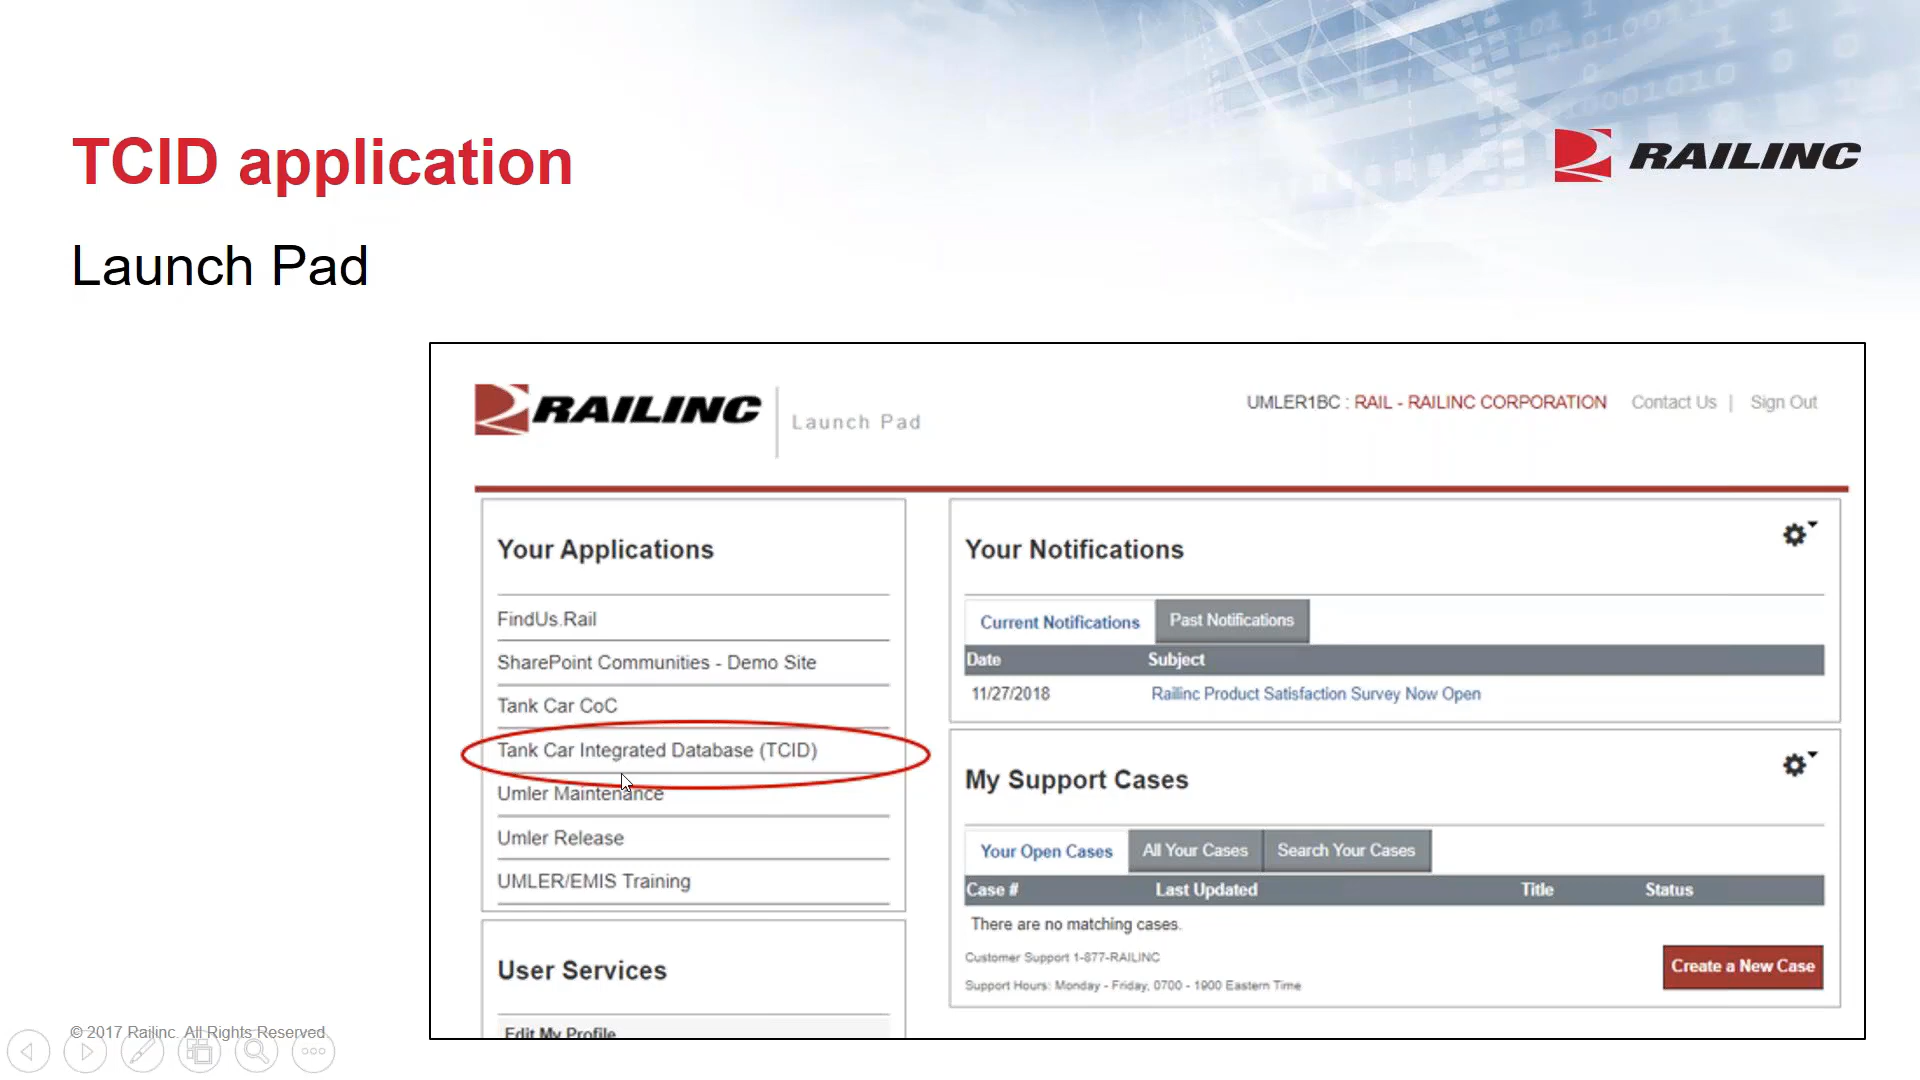 TCID application
RAILINC
Launch Pad
RAILINC
Launch Pad
UMLER1BC : RAIL - RAILINC CORPORATION Contact Us | Sign Out
Your Applications
FindUs.Rail
SharePoint Communities - Demo Site
Tank Car CoC
Tank Car Integrated Database (TCID)
Umler Maintenance
Umler Release
UMLER/EMIS Training
User Services
Edit My Profile
Your Notifications
Current Notifications Past Notifications
Date Subject
11/27/2018 Railinc Product Satisfaction Survey Now Open
My Support Cases
Your Open Cases All Your Cases Search Your Cases
Case # Last Updated Title Status
There are no matching cases.
Customer Support 1-877-RAILINC
Support Hours: Monday - Friday, 0700 - 1900 Eastern Time
Create a New Case
© 2017 Railinc. All Rights Reserved.